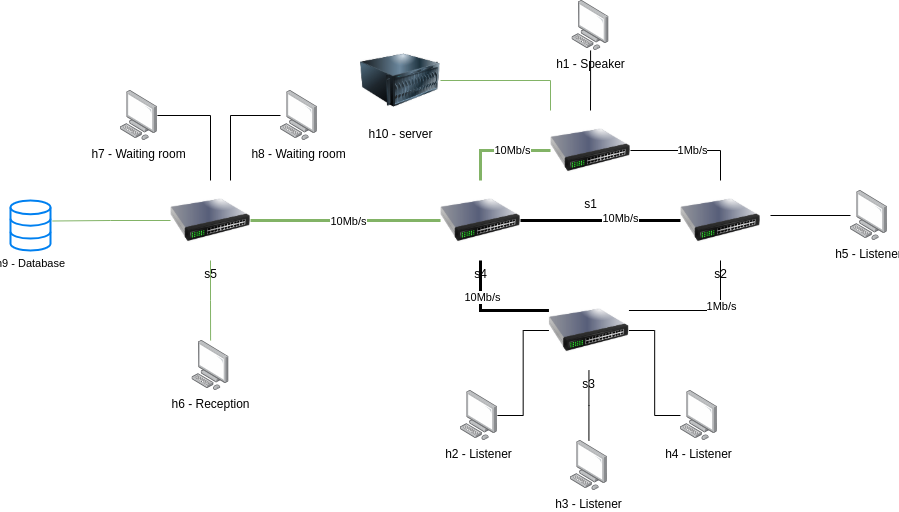 h1 - Speaker
h10 - server
h7 - Waiting room
h8 - Waiting room
10Mb/s
1Mb/s
s1
10Mb/s
10Mb/s
h5 - Listener
h9 - Database
s5
s4
s2
10Mb/s
1Mb/s
s3
h6 - Reception
h2 - Listener
h4 - Listener
h3 - Listener